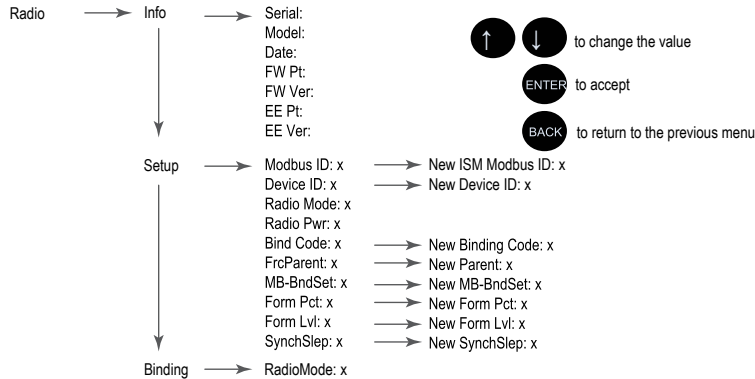 Radio
Info
Serial:
Model:
Date:
FW Pt:
FW Ver:
EE Pt:
EE Ver:
↑ ↓ to change the value
ENTER to accept
BACK to return to the previous menu
Setup
Modbus ID: x
New ISM Modbus ID: x
Device ID: x
New Device ID: x
Radio Mode: x
Radio Pwr: x
Bind Code: x
New Binding Code: x
FrcParent: x
New Parent: x
MB-BndSet: x
New MB-BndSet: x
Form Pct: x
New Form Pct: x
Form Lvl: x
New Form Lvl: x
SynchSlep: x
New SynchSlep: x
Binding
RadioMode: x